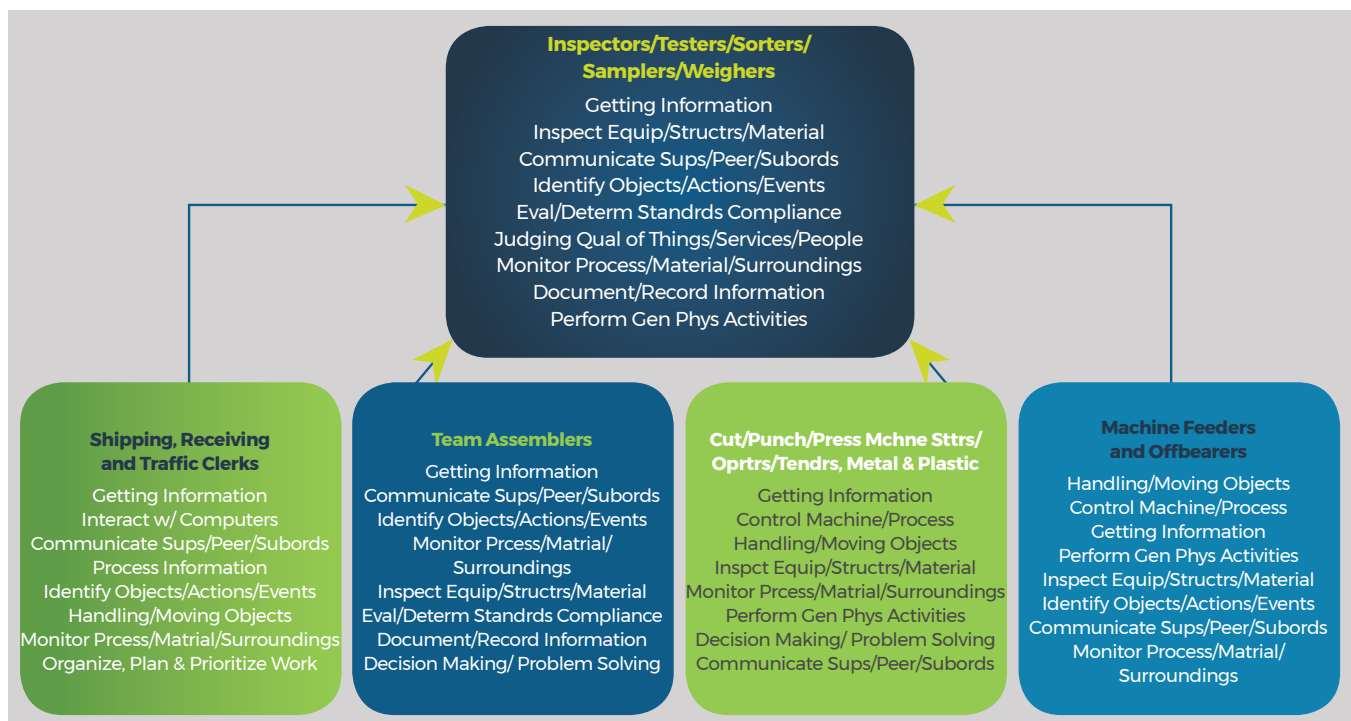 Inspectors/Testers/Sorters/
Samplers/Weighers
Getting Information
Inspect Equip/Structrs/Material
Communicate Sups/Peer/Subords
Identify Objects/Actions/Events
Eval/Determ Standrds Compliance
Judging Qual of Things/Services/People
Monitor Process/Material/Surroundings
Document/Record Information
Perform Gen Phys Activities
Shipping, Receiving
and Traffic Clerks
Getting Information
Interact w/ Computers
Communicate Sups/Peer/Subords
Process Information
Identify Objects/Actions/Events
Handling/Moving Objects
Monitor Prcess/Matrial/Surroundings
Organize, Plan & Prioritize Work
Team Assemblers
Getting Information
Communicate Sups/Peer/Subords
Identify Objects/Actions/Events
Monitor Prcess/Matrial/
Surroundings
Inspect Equip/Structrs/Material
Eval/Determ Standrds Compliance
Document/Record Information
Decision Making/ Problem Solving
Cut/Punch/Press Mchne Sttrs/
Oprtrs/Tendrs, Metal & Plastic
Getting Information
Control Machine/Process
Handling/Moving Objects
Inspct Equip/Structrs/Material
Monitor Prcess/Matrial/Surroundings
Perform Gen Phys Activities
Decision Making/ Problem Solving
Communicate Sups/Peer/Subords
Machine Feeders
and Offbearers
Handling/Moving Objects
Control Machine/Process
Getting Information
Perform Gen Phys Activities
Inspect Equip/Structrs/Material
Identify Objects/Actions/Events
Communicate Sups/Peer/Subords
Monitor Process/Matrial/
Surroundings